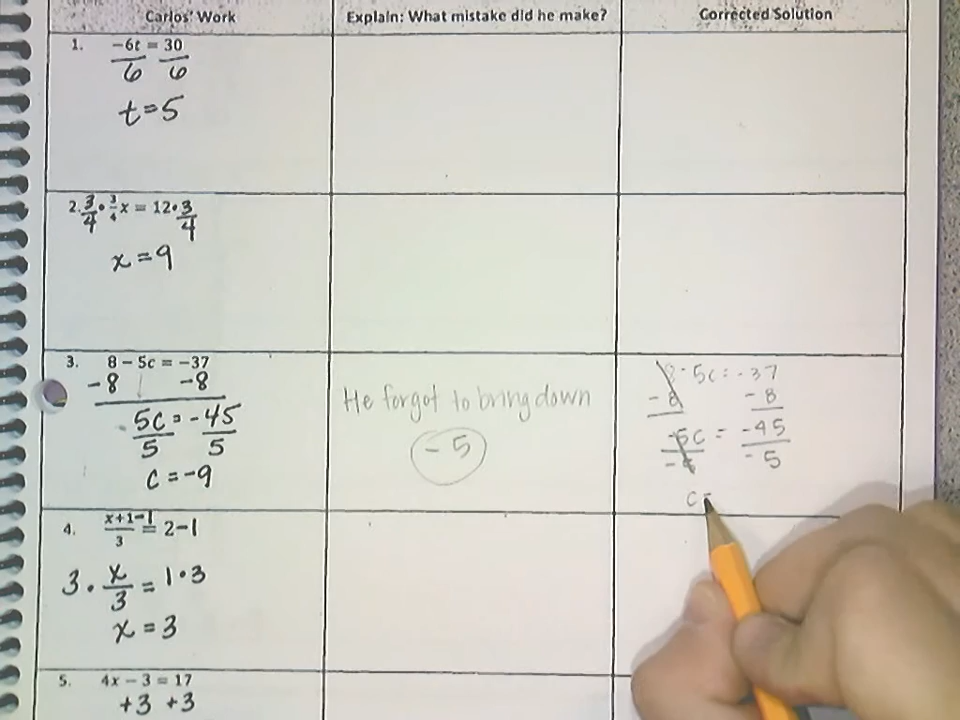 Carlos' Work Explain: What mistake did he make? Corrected Solution
1. -6t = 30
6 6
t=5
2. 3/4 • 3/4 x = 12 • 3/4
x = 9
3. 8 – 5c = –37
-8 -8
5c = -45
5 5
c = -9
He forgot to bring down
-5
8 - 5c = -37
- 8 - 8
-5c = -45
-5 -5
c =
4. x+1-1 = 2-1
3
3 • x/3 = 1 • 3
x = 3
5. 4x – 3 = 17
+3 +3